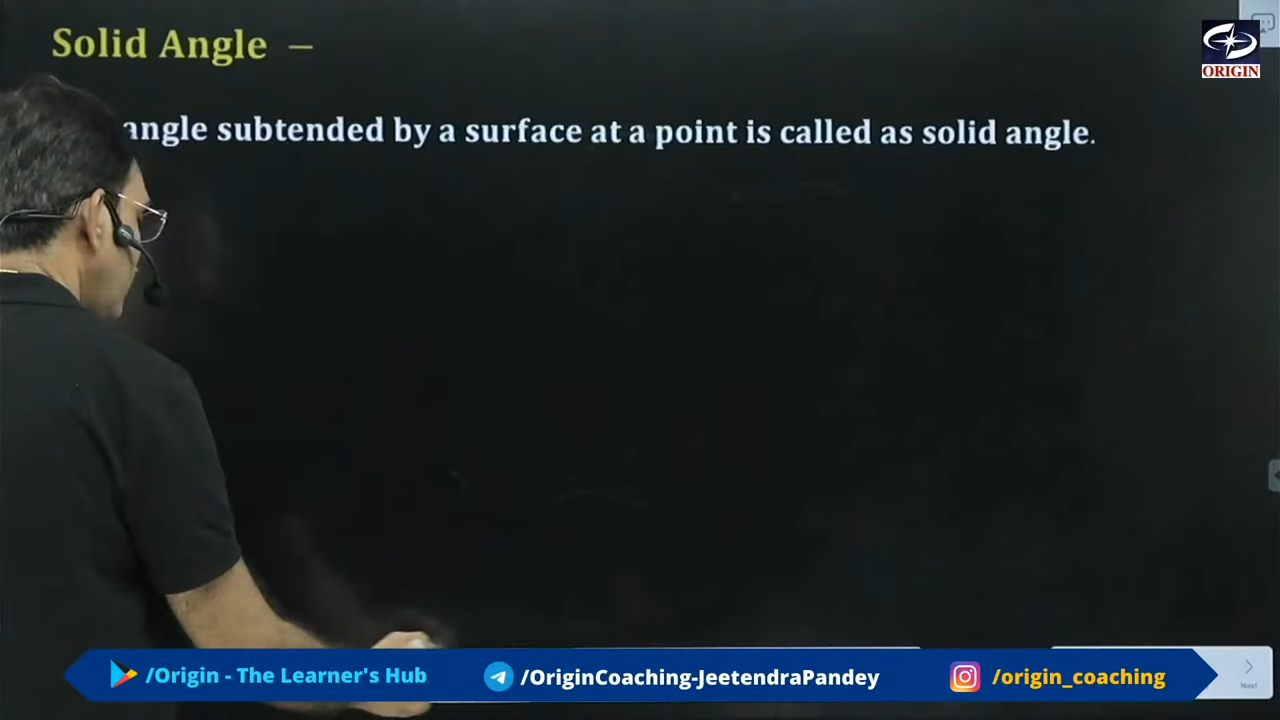 Solid Angle –
ORIGIN
angle subtended by a surface at a point is called as solid angle.
/Origin - The Learner's Hub
/OriginCoaching-JeetendraPandey
/origin_coaching
Next